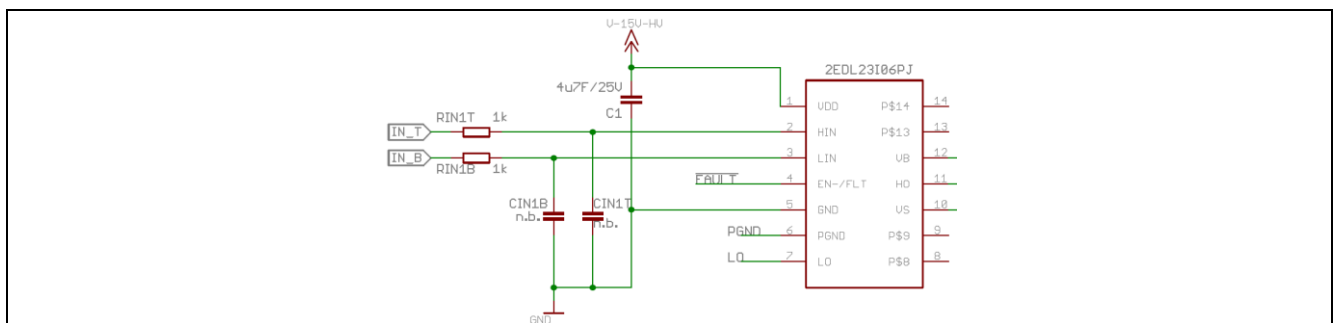 V-15V-HV
2EDL23I06PJ
4u7F/25V
C1
1 VDD P$14 14
RIN1T 1k
IN_T
2 HIN P$13 13
IN_B
3 LIN VB 12
RIN1B 1k
FAULT
4 EN-/FLT HO 11
CIN1B CIN1T
n.b. n.b.
5 GND VS 10
PGND 6 PGND P$9 9
LO 7 LO P$8 8
GND